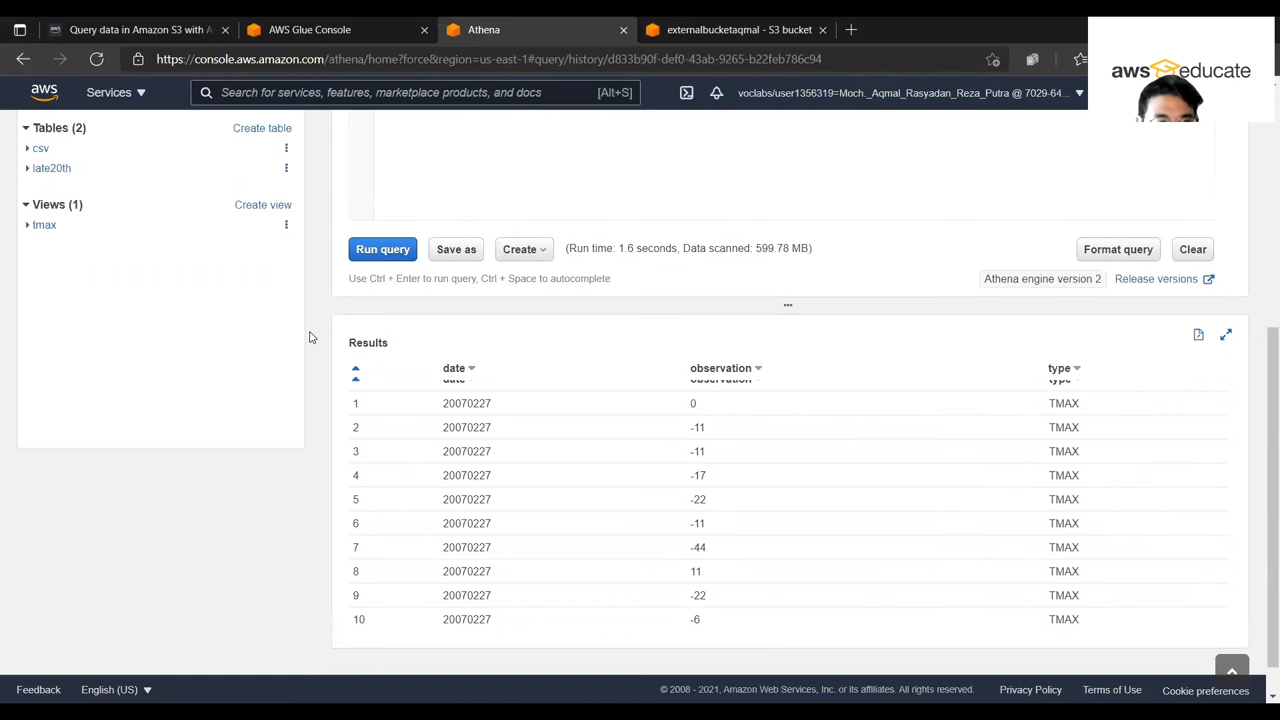 Query data in Amazon S3 with A
AWS Glue Console
Athena
externalbucketaqmal - S3 bucket
https://console.aws.amazon.com/athena/home?force&region=us-east-1#query/history/d833b90f-def0-43ab-9265-b22feb786c94
aws educate
aws
Services
Search for services, features, marketplace products, and docs
[Alt+S]
voclabs/user1356319=Moch._Aqmal_Rasyadan_Reza_Putra @ 7029-64...
Tables (2)
Create table
csv
late20th
Views (1)
Create view
tmax
Run query
Save as
Create
(Run time: 1.6 seconds, Data scanned: 599.78 MB)
Format query
Clear
Use Ctrl + Enter to run query, Ctrl + Space to autocomplete
Athena engine version 2
Release versions
Results
date observation type
date observation type
1 20070227 0 TMAX
2 20070227 -11 TMAX
3 20070227 -11 TMAX
4 20070227 -17 TMAX
5 20070227 -22 TMAX
6 20070227 -11 TMAX
7 20070227 -44 TMAX
8 20070227 11 TMAX
9 20070227 -22 TMAX
10 20070227 -6 TMAX
Feedback
English (US)
© 2008 - 2021, Amazon Web Services, Inc. or its affiliates. All rights reserved.
Privacy Policy
Terms of Use
Cookie preferences